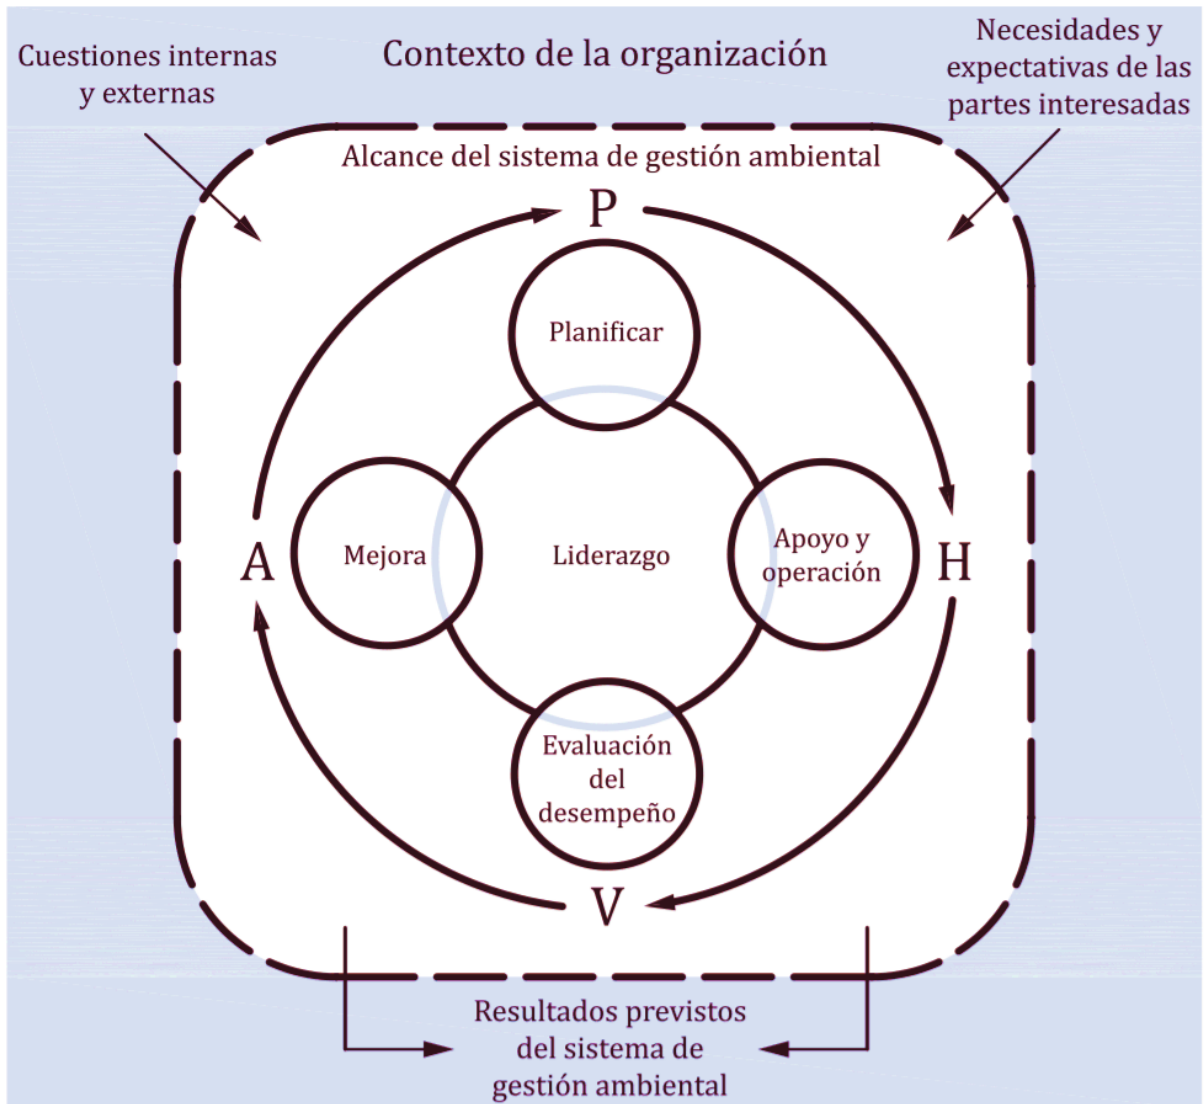 Cuestiones internas
y externas
Contexto de la organización
Necesidades y
expectativas de las
partes interesadas
Alcance del sistema de gestión ambiental
P
Planificar
A
Mejora
Liderazgo
Apoyo y
operación
H
Evaluación
del
desempeño
V
Resultados previstos
del sistema de
gestión ambiental